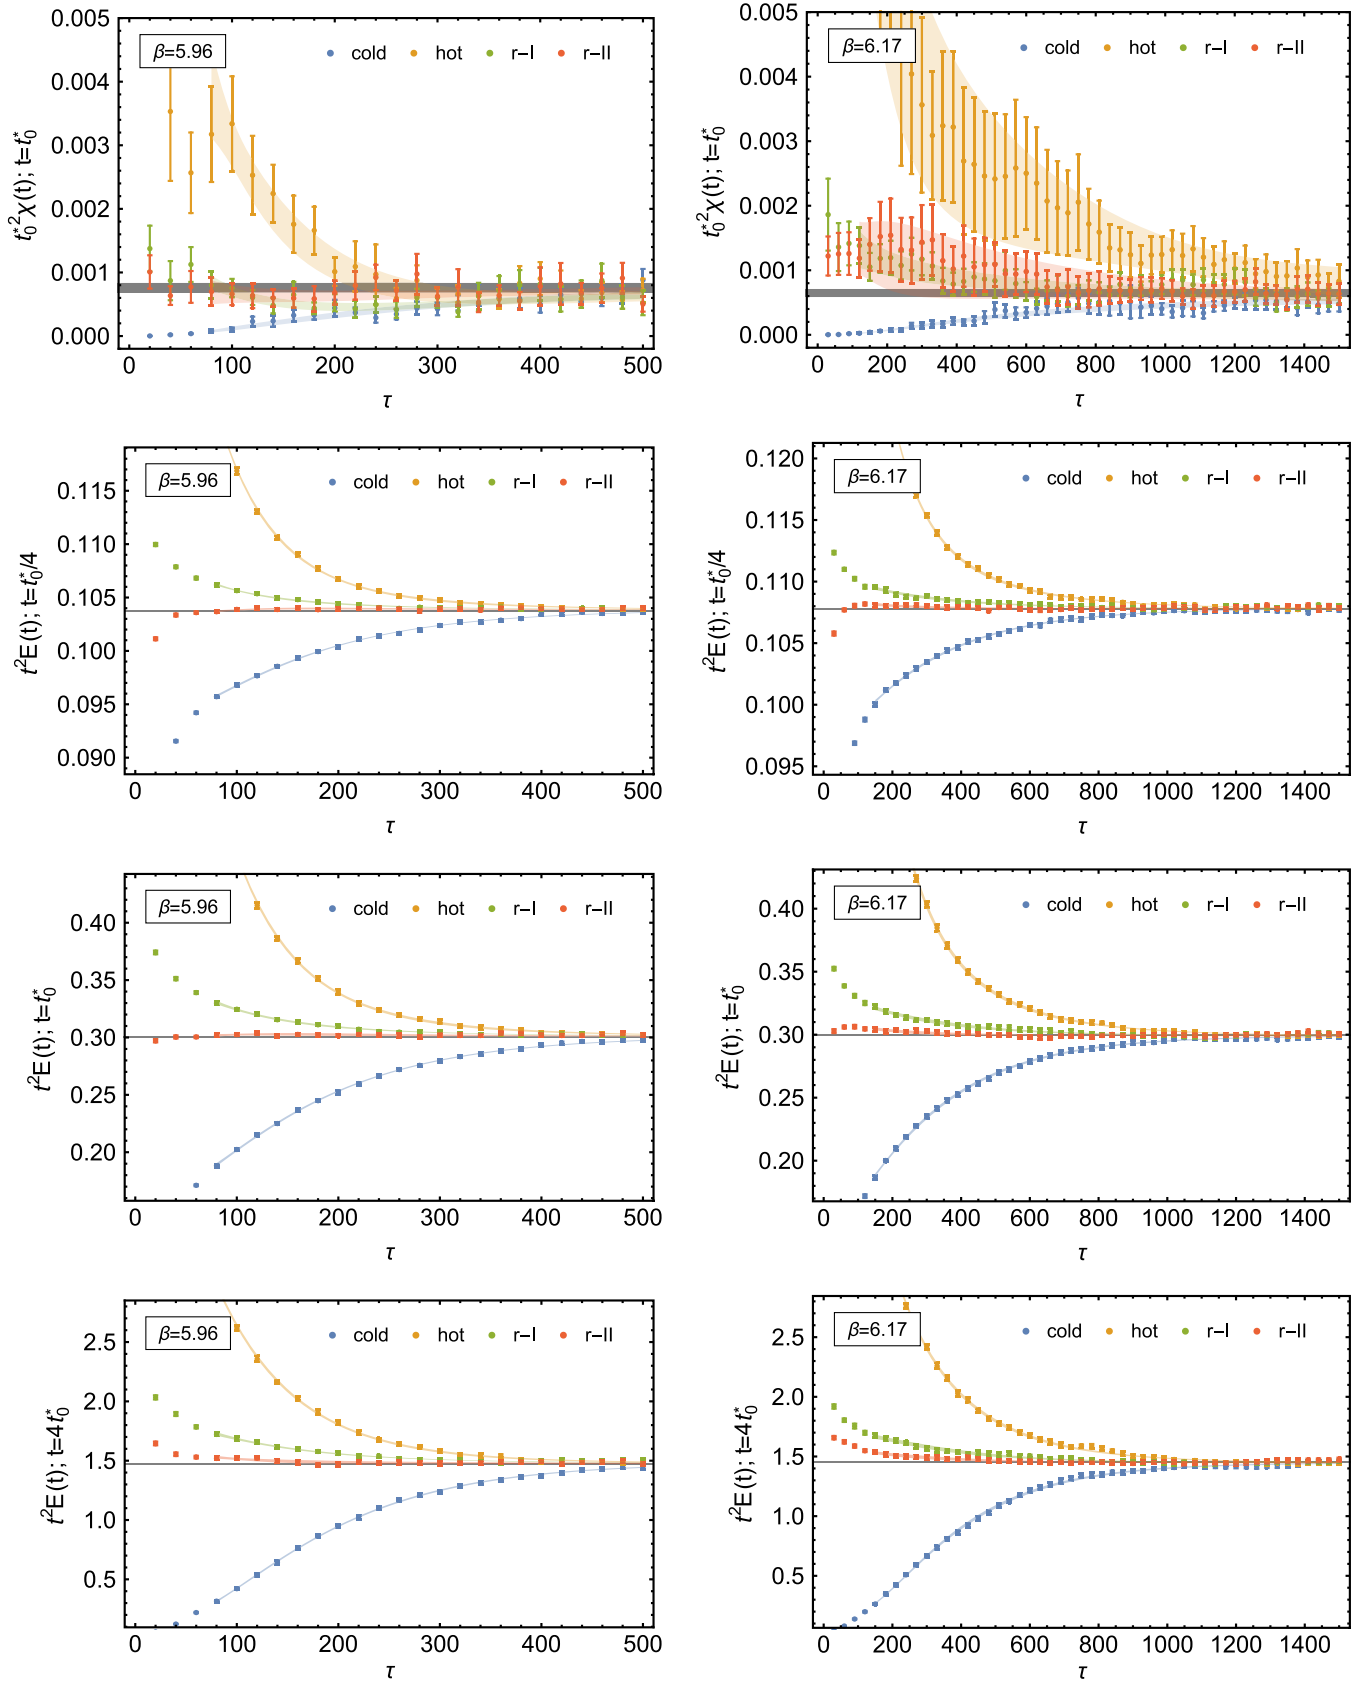 β=5.96 cold hot r–I r–II
0.005
0.004
0.003
0.002
0.001
0.000
t₀*²χ(t); t=t₀*
0 100 200 300 400 500
τ
β=6.17 cold hot r–I r–II
0.005
0.004
0.003
0.002
0.001
0.000
t₀*²χ(t); t=t₀*
0 200 400 600 800 1000 1200 1400
τ
β=5.96 cold hot r–I r–II
0.115
0.110
0.105
0.100
0.095
0.090
t²E(t); t=t₀*/4
0 100 200 300 400 500
τ
β=6.17 cold hot r–I r–II
0.120
0.115
0.110
0.105
0.100
0.095
t²E(t); t=t₀*/4
0 200 400 600 800 1000 1200 1400
τ
β=5.96 cold hot r–I r–II
0.40
0.35
0.30
0.25
0.20
t²E(t); t=t₀*
0 100 200 300 400 500
τ
β=6.17 cold hot r–I r–II
0.40
0.35
0.30
0.25
0.20
t²E(t); t=t₀*
0 200 400 600 800 1000 1200 1400
τ
β=5.96 cold hot r–I r–II
2.5
2.0
1.5
1.0
0.5
t²E(t); t=4t₀*
0 100 200 300 400 500
τ
β=6.17 cold hot r–I r–II
2.5
2.0
1.5
1.0
0.5
t²E(t); t=4t₀*
0 200 400 600 800 1000 1200 1400
τ